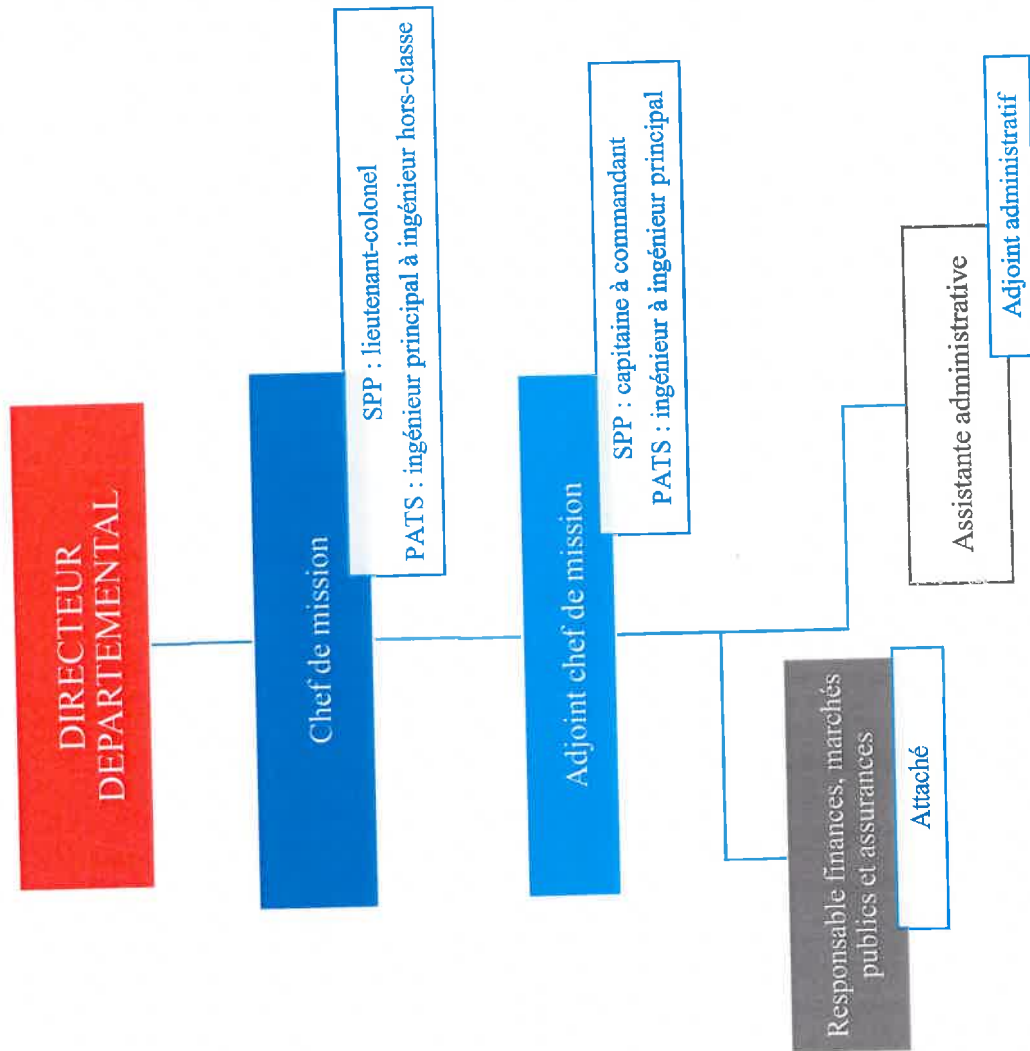 DIRECTEUR
DEPARTEMENTAL
Chef de mission
SPP : lieutenant-colonel
PATS : ingénieur principal à ingénieur hors-classe
Adjoint chef de mission
SPP : capitaine à commandant
PATS : ingénieur à ingénieur principal
Responsable finances, marchés
publics et assurances
Attaché
Assistante administrative
Adjoint administratif